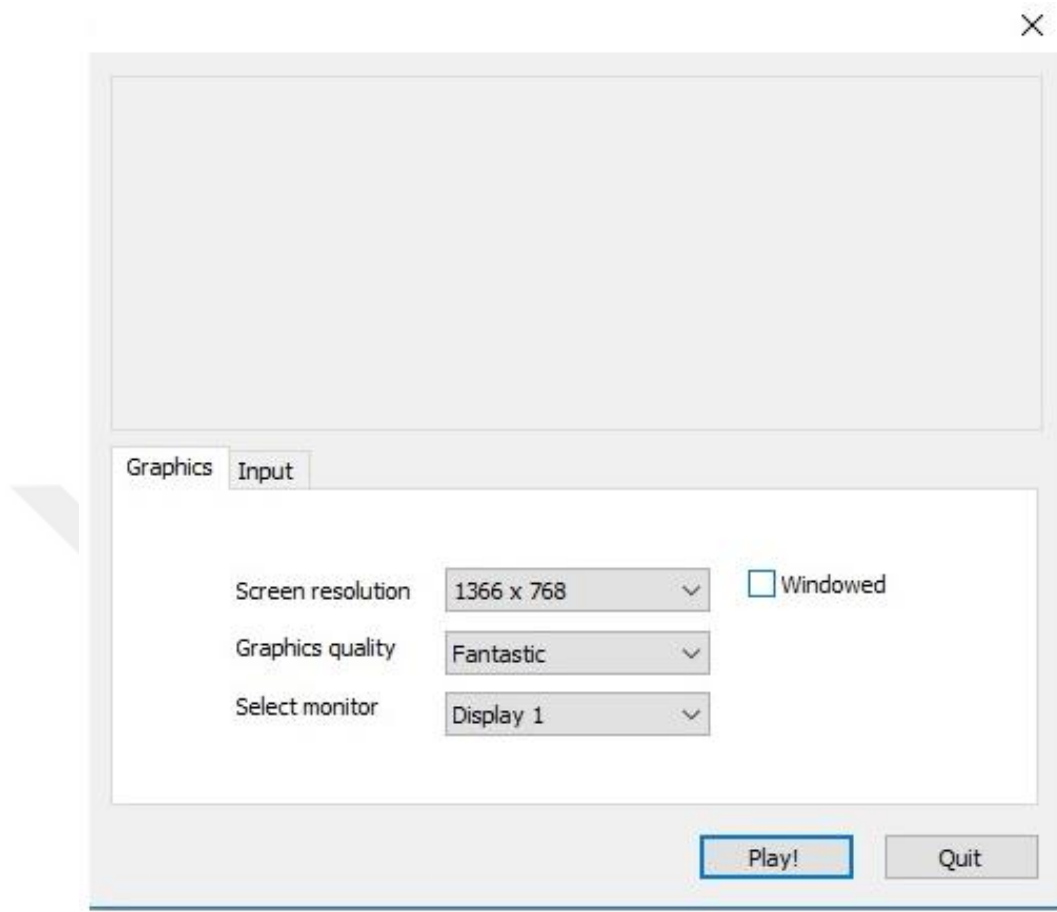 Graphics Input
Screen resolution 1366 x 768 Windowed
Graphics quality Fantastic
Select monitor Display 1
Play! Quit